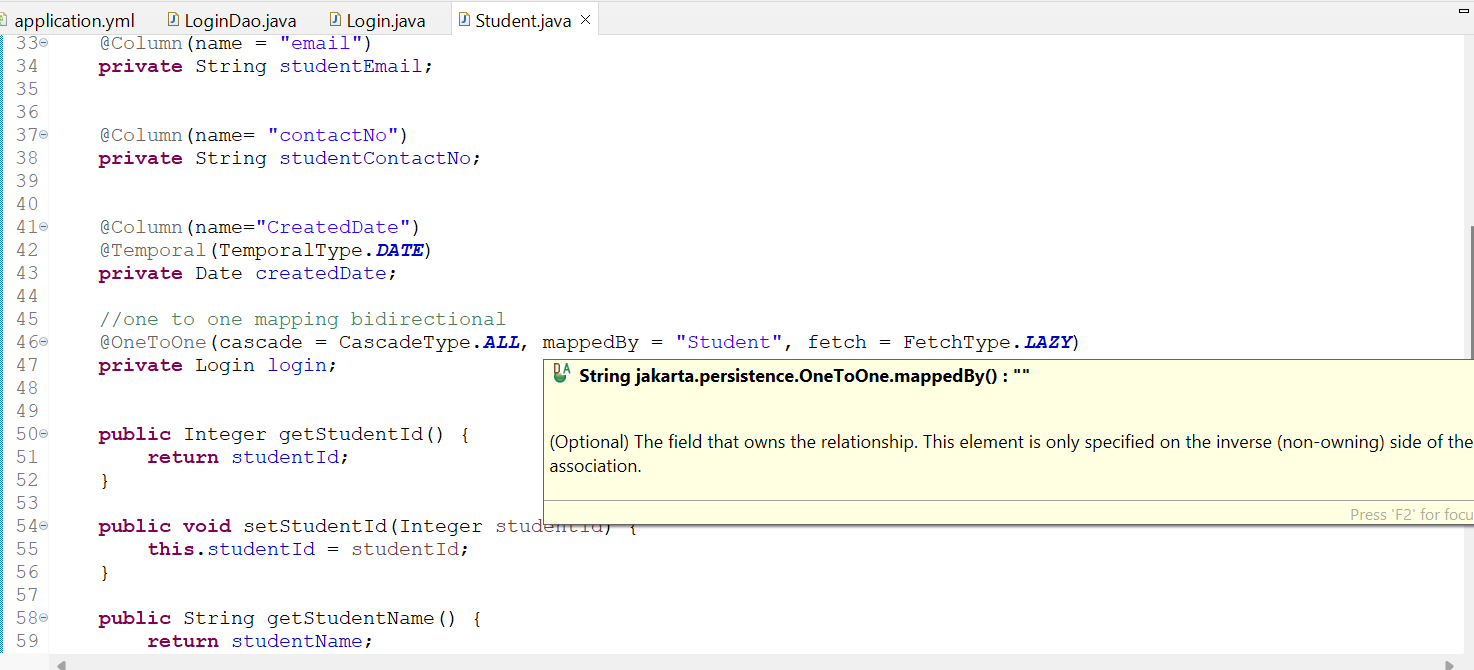 application.yml LoginDao.java Login.java Student.java
33 @Column(name = "email")
34 private String studentEmail;
35
36
37 @Column(name= "contactNo")
38 private String studentContactNo;
39
40
41 @Column(name="CreatedDate")
42 @Temporal(TemporalType.DATE)
43 private Date createdDate;
44
45 //one to one mapping bidirectional
46 @OneToOne(cascade = CascadeType.ALL, mappedBy = "Student", fetch = FetchType.LAZY)
47 private Login login;
String jakarta.persistence.OneToOne.mappedBy() : ""
48
49
50 public Integer getStudentId() {
(Optional) The field that owns the relationship. This element is only specified on the inverse (non-owning) side of the
51 return studentId;
association.
52 }
53
Press 'F2' for focu
54 public void setStudentId(Integer studentId) {
55 this.studentId = studentId;
56 }
57
58 public String getStudentName() {
59 return studentName;